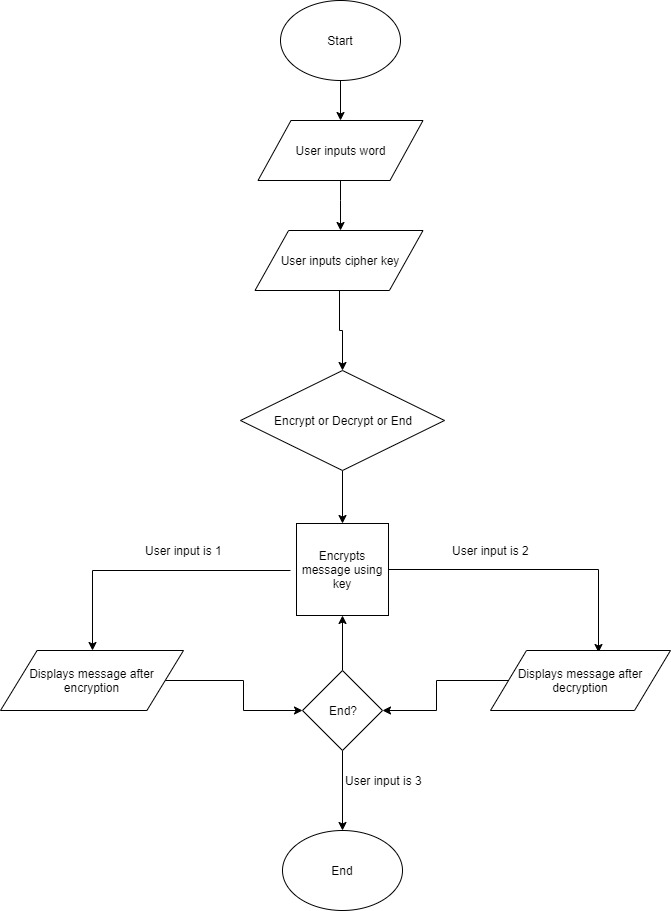 Start
User inputs word
User inputs cipher key
Encrypt or Decrypt or End
User input is 1
Encrypts
message using
key
User input is 2
Displays message after
encryption
End?
Displays message after
decryption
User input is 3
End